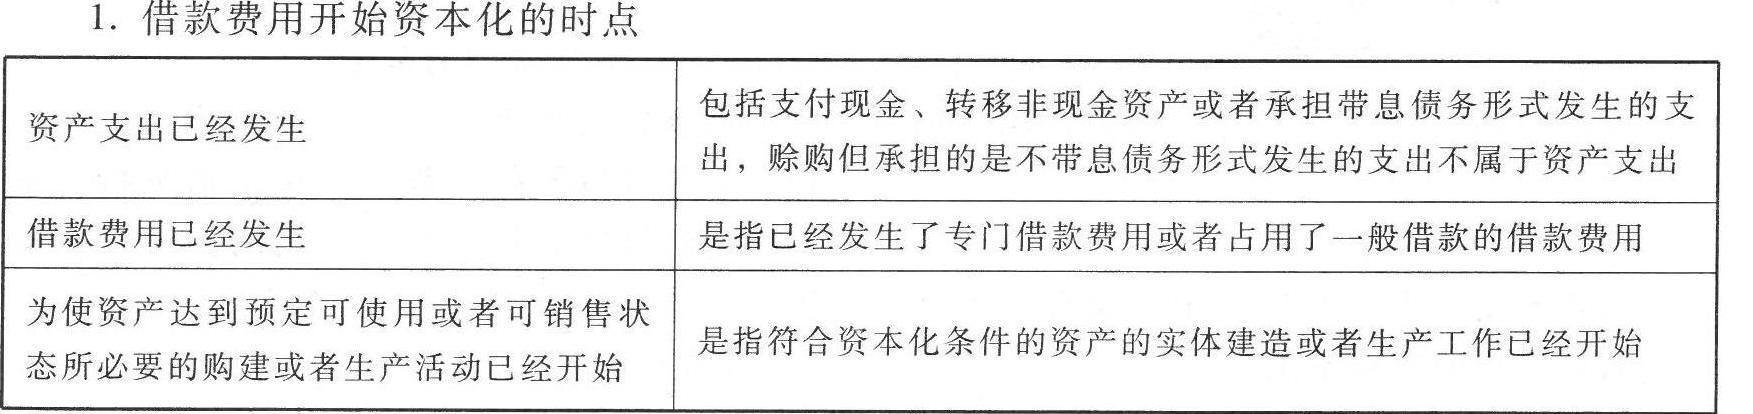 1. 借款费用开始资本化的时点
资产支出已经发生
包括支付现金、转移非现金资产或者承担带息债务形式发生的支
出，赊购但承担的是不带息债务形式发生的支出不属于资产支出
借款费用已经发生
是指已经发生了专门借款费用或者占用了一般借款的借款费用
为使资产达到预定可使用或者可销售状
态所必要的购建或者生产活动已经开始
是指符合资本化条件的资产的实体建造或者生产工作已经开始